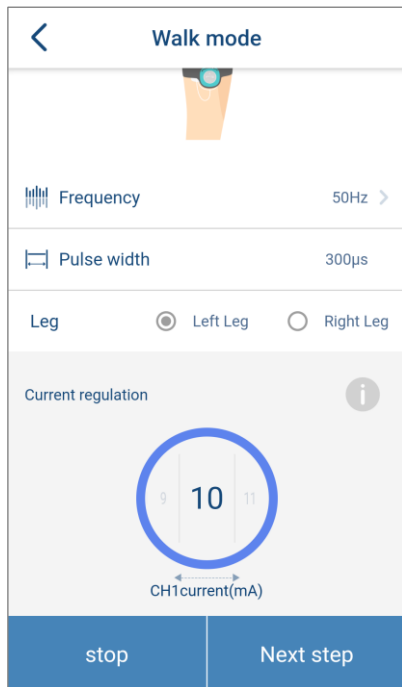 Walk mode
Frequency 50Hz
Pulse width 300μs
Leg Left Leg Right Leg
Current regulation i
9 10 11
CH1current(mA)
stop Next step